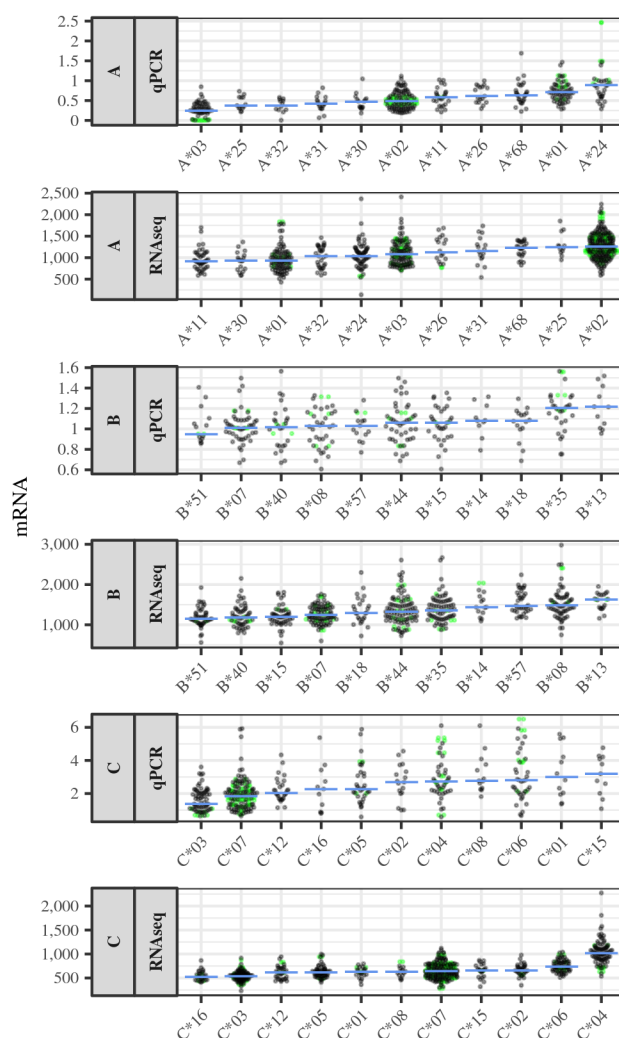 mRNA
A
qPCR
2.5
2
1.5
1
0.5
0
A*03 A*25 A*32 A*31 A*30 A*02 A*11 A*26 A*68 A*01 A*24
A
RNAseq
2,500
2,000
1,500
1,000
500
A*11 A*30 A*01 A*32 A*24 A*03 A*26 A*31 A*68 A*25 A*02
B
qPCR
1.6
1.4
1.2
1
0.8
0.6
B*51 B*07 B*40 B*08 B*57 B*44 B*15 B*14 B*18 B*35 B*13
B
RNAseq
3,000
2,000
1,000
B*51 B*40 B*15 B*07 B*18 B*44 B*35 B*14 B*57 B*08 B*13
C
qPCR
6
4
2
C*03 C*07 C*12 C*16 C*05 C*02 C*04 C*08 C*06 C*01 C*15
C
RNAseq
2,000
1,500
1,000
500
C*16 C*03 C*12 C*05 C*01 C*08 C*07 C*15 C*02 C*06 C*04